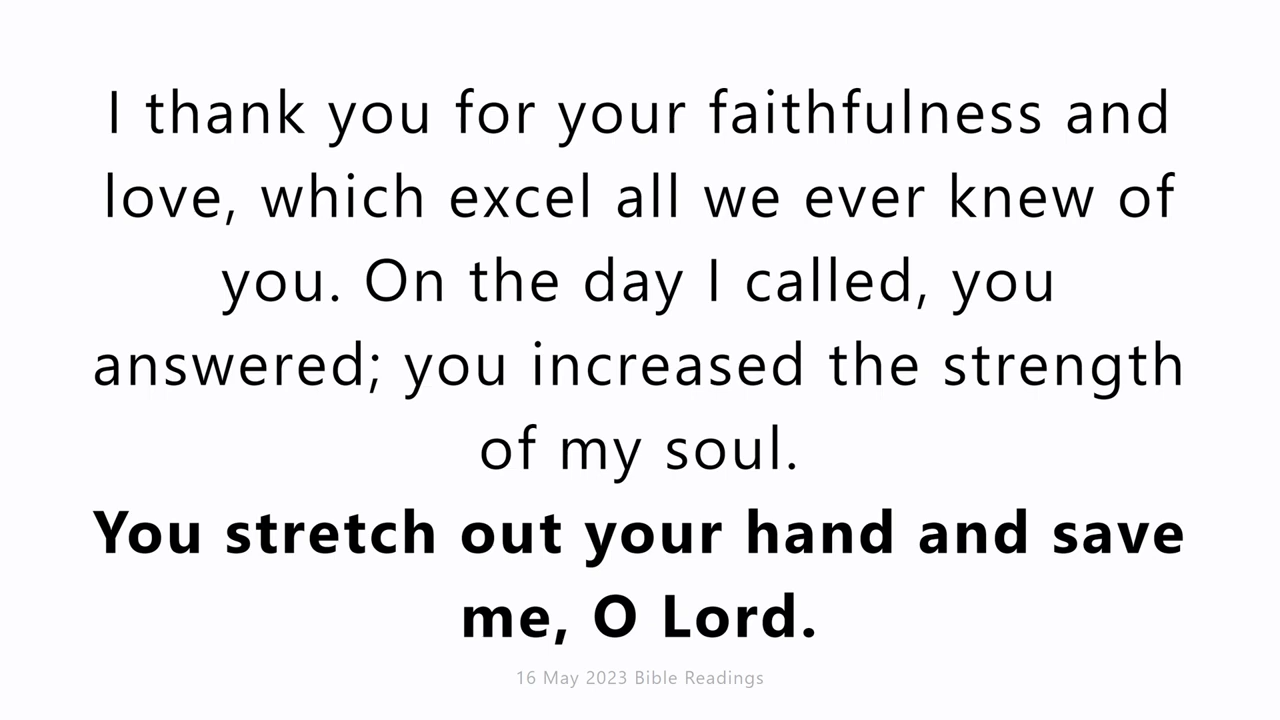 I thank you for your faithfulness and
love, which excel all we ever knew of
you. On the day I called, you
answered; you increased the strength
of my soul.
You stretch out your hand and save
me, O Lord.
16 May 2023 Bible Readings